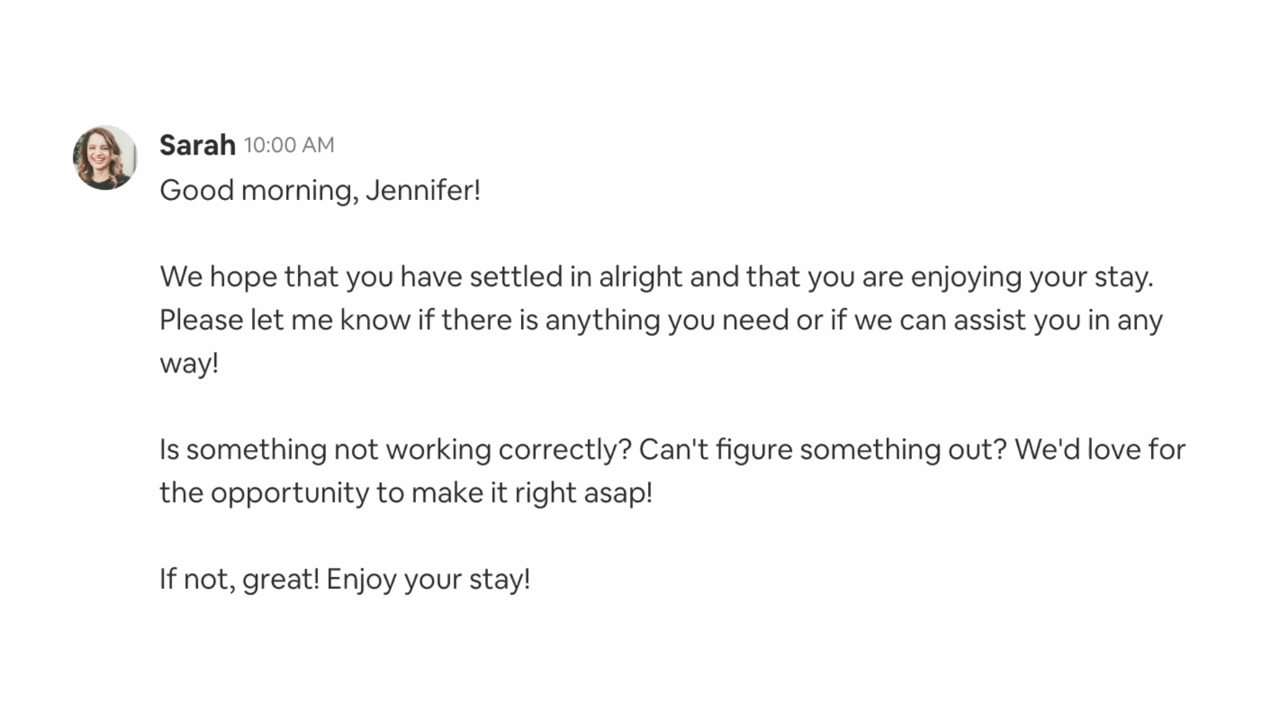 Sarah 10:00 AM
Good morning, Jennifer!
We hope that you have settled in alright and that you are enjoying your stay.
Please let me know if there is anything you need or if we can assist you in any
way!
Is something not working correctly? Can't figure something out? We'd love for
the opportunity to make it right asap!
If not, great! Enjoy your stay!